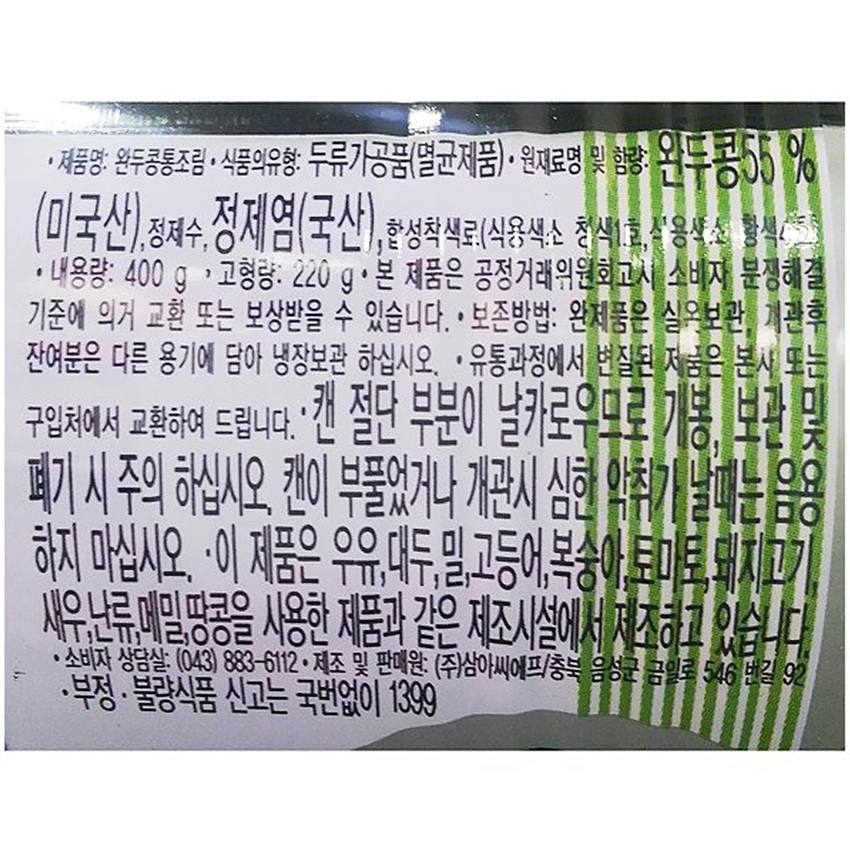 ·제품명: 완두콩통조림·식품의유형: 두류가공품(멸균제품)·원재료명 및 함량: 완두콩55 %
(미국산),정제수,정제염(국산),합성착색료(식용색소 청색1호,식용색소 황색4호)
·내용량: 400 g ·고형량: 220 g·본 제품은 공정거래위원회고시 소비자 분쟁해결
기준에 의거 교환 또는 보상받을 수 있습니다. ·보존방법: 완제품은 실온보관, 개관후
잔여분은 다른 용기에 담아 냉장보관 하십시오. ·유통과정에서 변질된 제품은 본사 또는
구입처에서 교환하여 드립니다.·캔 절단 부분이 날카로우므로 개봉, 보관 및
폐기 시 주의 하십시오. 캔이 부풀었거나 개관시 심한 악취가 날때는 음용
하지 마십시오. ·이 제품은 우유,대두,밀,고등어,복숭아,토마토,돼지고기,
새우,난류,메밀,땅콩을 사용한 제품과 같은 제조시설에서 제조하고 있습니다.
·소비자 상담실: (043) 883-6112·제조 및 판매원: (주)삼아씨에프/충북 음성군 금일로 546 번길 92
·부정·불량식품 신고는 국번없이 1399